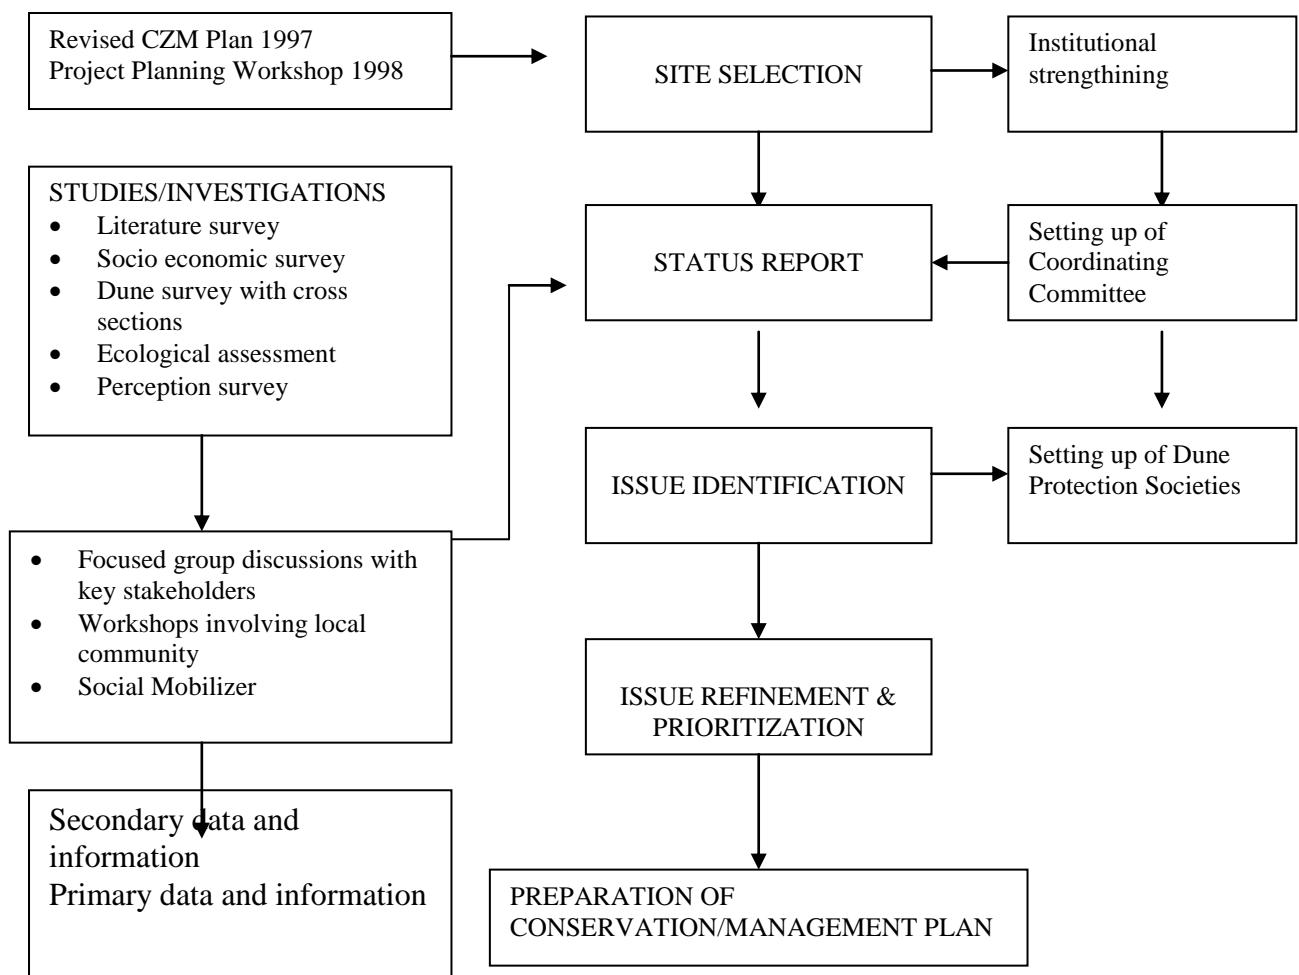 Revised CZM Plan 1997
Project Planning Workshop 1998
SITE SELECTION
Institutional
strengthining
STUDIES/INVESTIGATIONS
• Literature survey
• Socio economic survey
• Dune survey with cross
sections
• Ecological assessment
• Perception survey
STATUS REPORT
Setting up of
Coordinating
Committee
ISSUE IDENTIFICATION
Setting up of Dune
Protection Societies
• Focused group discussions with
key stakeholders
• Workshops involving local
community
• Social Mobilizer
ISSUE REFINEMENT &
PRIORITIZATION
Secondary data and
information
Primary data and information
PREPARATION OF
CONSERVATION/MANAGEMENT PLAN